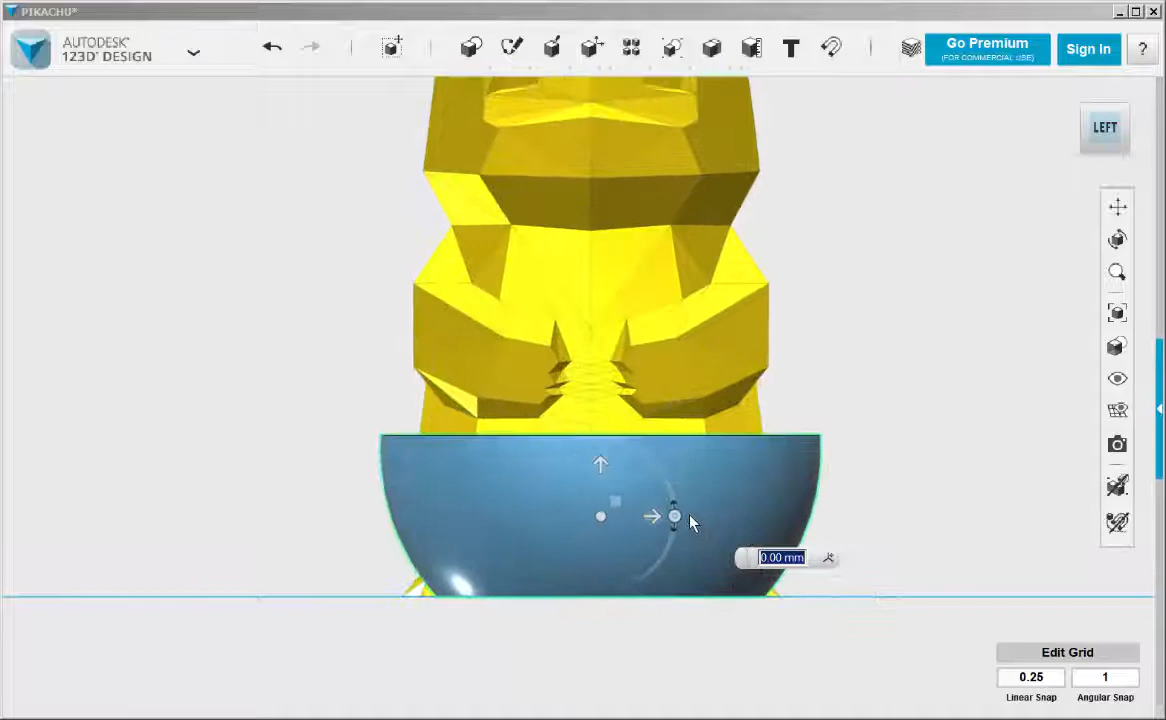 PIKACHU*
AUTODESK®
123D® DESIGN
Go Premium
(FOR COMMERCIAL USE)
Sign in
?
LEFT
0.00 mm
Edit Grid
0.25
1
Linear Snap
Angular Snap